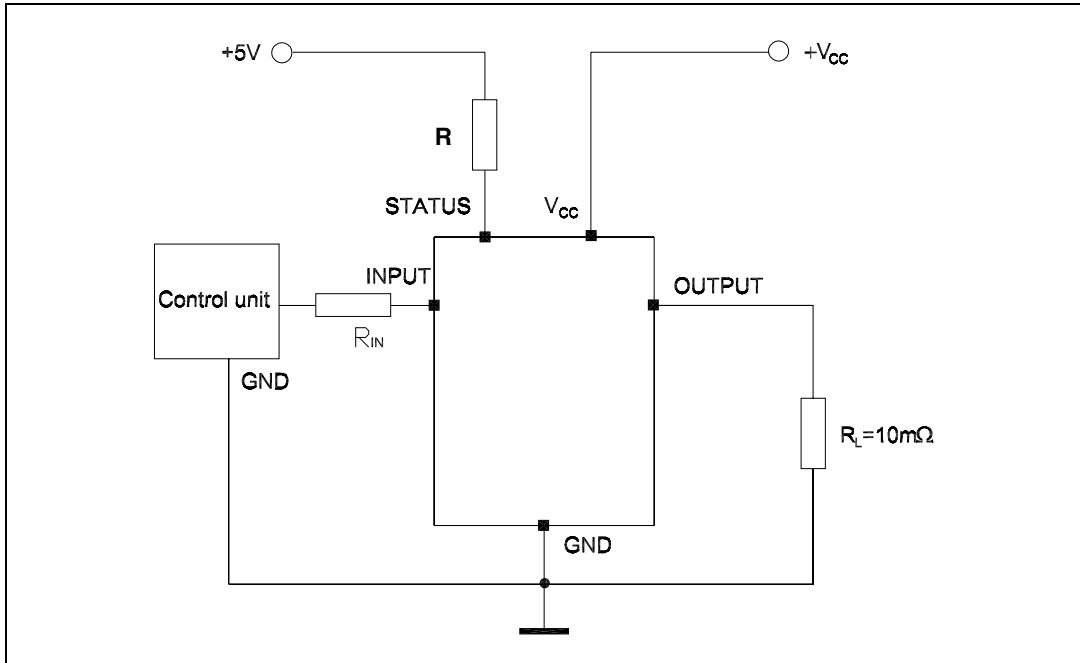 +5V
+VCC
R
STATUS
VCC
INPUT
OUTPUT
Control unit
RIN
GND
RL=10mΩ
GND